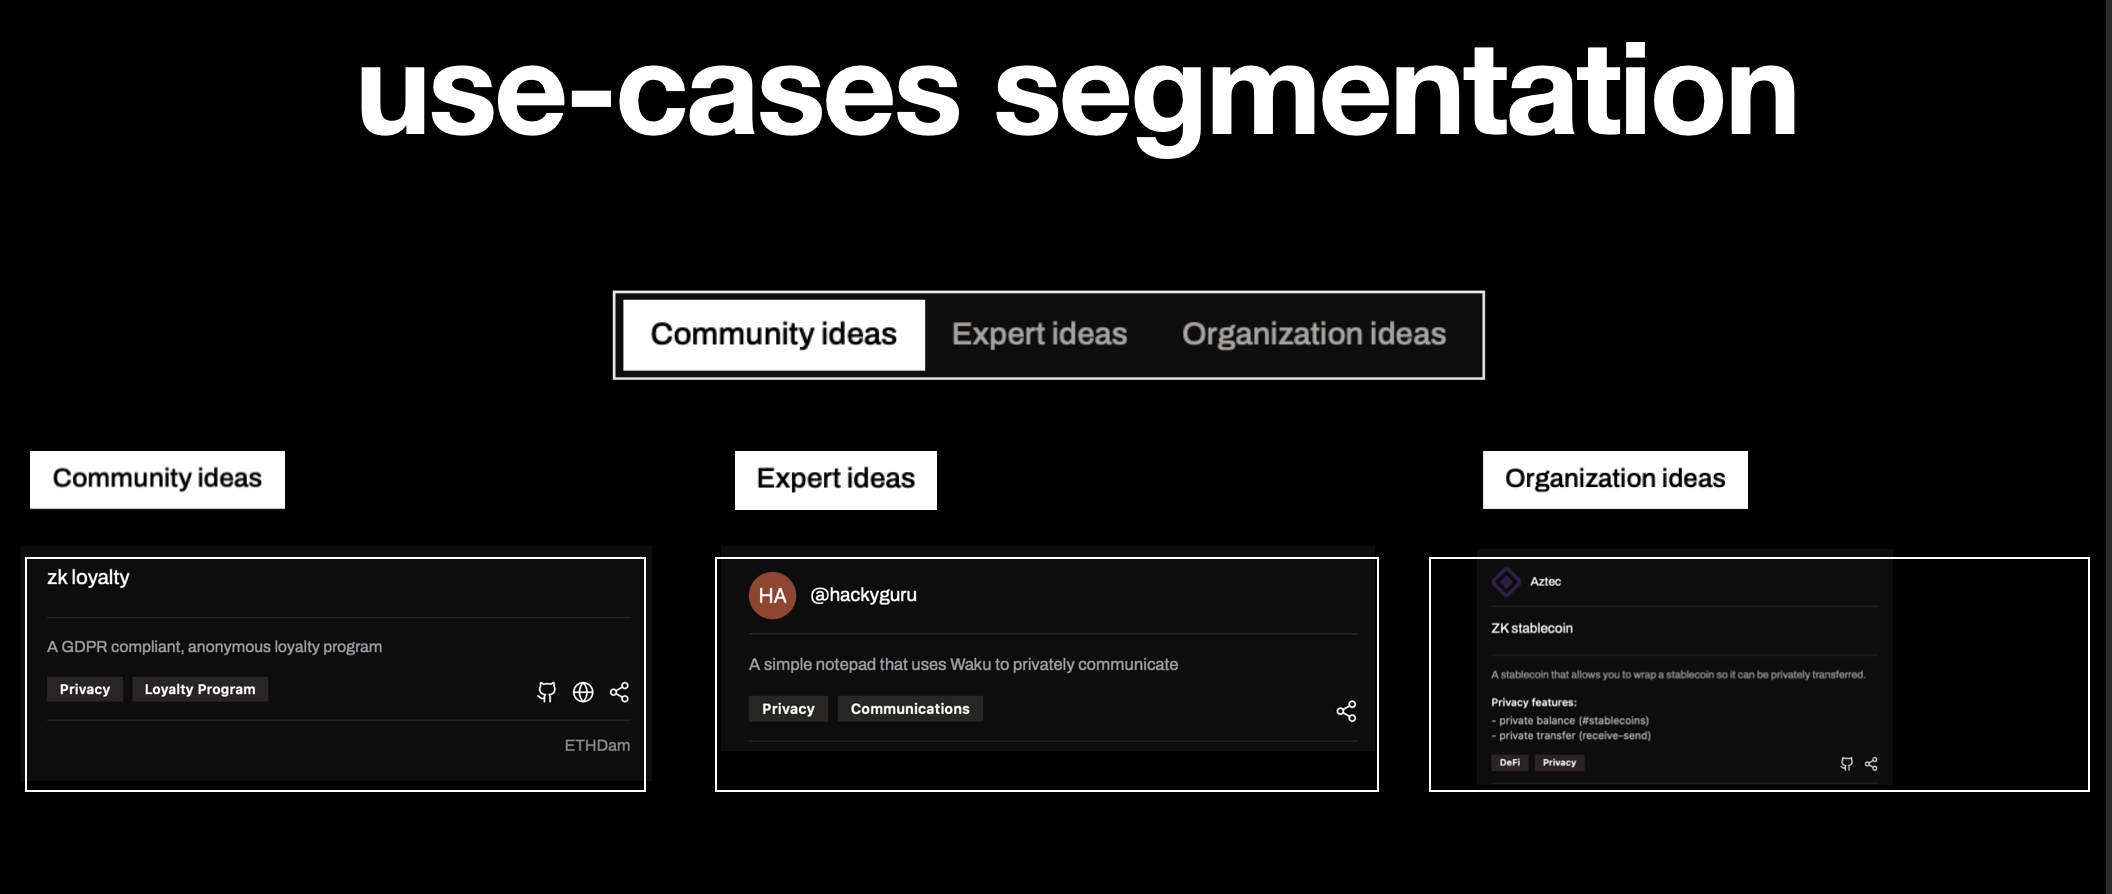 use-cases segmentation
Community ideas Expert ideas Organization ideas
Community ideas
zk loyalty
A GDPR compliant, anonymous loyalty program
Privacy Loyalty Program
ETHDam
Expert ideas
HA @hackyguru
A simple notepad that uses Waku to privately communicate
Privacy Communications
Organization ideas
Aztec
ZK stablecoin
A stablecoin that allows you to wrap a stablecoin so it can be privately transferred.
Privacy features:
- private balance (#stablecoins)
- private transfer (receive-send)
DeFi Privacy